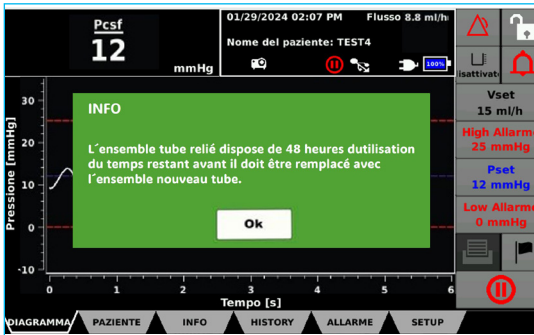 Pcsf
12
mmHg
01/29/2024 02:07 PM Flusso 8.8 ml/h
Nome del paziente: TEST4
100%
isattivat
Vset
15 ml/h
High Allarme
25 mmHg
Pset
12 mmHg
Low Allarme
0 mmHg
Pressione [mmHg]
30
20
10
0
-10
INFO
L´ensemble tube relié dispose de 48 heures dutilisation
du temps restant avant il doit être remplacé avec
l´ensemble nouveau tube.
Ok
0 1 2 3 4 5 6
Tempo [s]
DIAGRAMMA PAZIENTE INFO HISTORY ALLARME SETUP